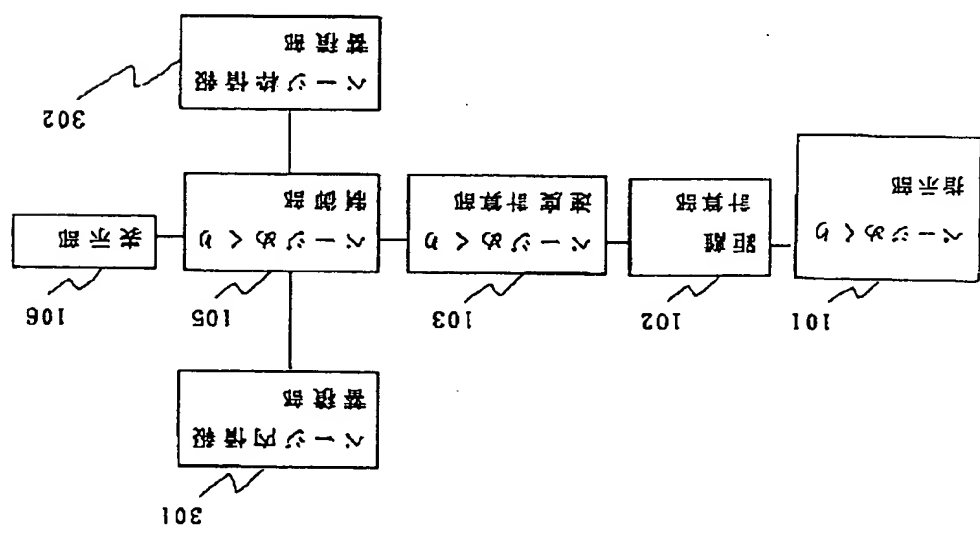 301
ページ内情報
蓄積部
101
ページめくり
指示部
102
距離
計算部
103
ページめくり
速度計算部
105
ページめくり
制御部
106
表示部
302
ページ枠情報
蓄積部